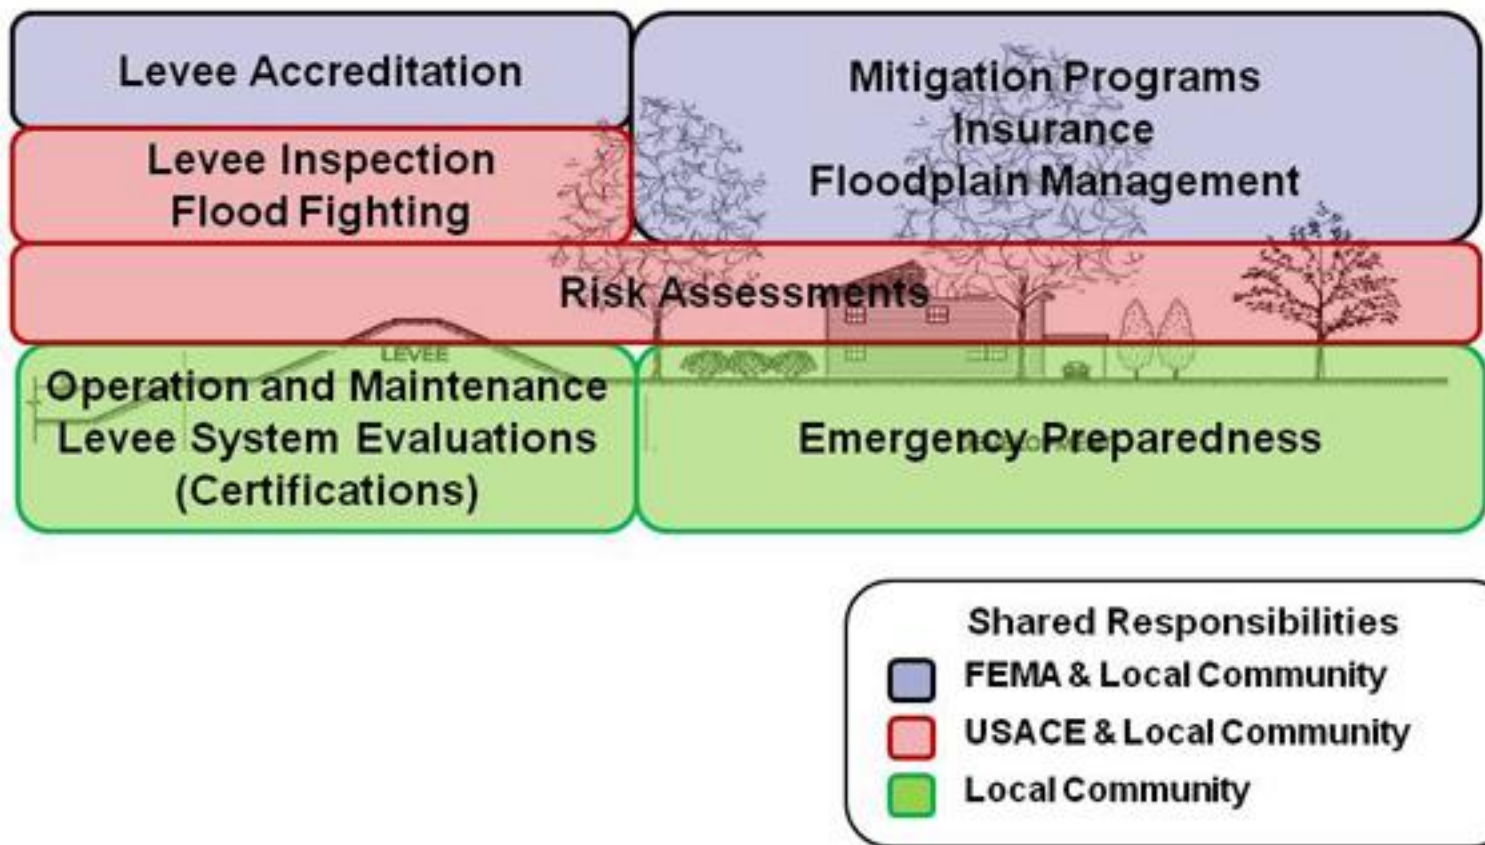 Levee Accreditation
Mitigation Programs
Insurance
Floodplain Management
Levee Inspection
Flood Fighting
Risk Assessments
LEVEE
Operation and Maintenance
Levee System Evaluations
(Certifications)
Emergency Preparedness
Shared Responsibilities
FEMA & Local Community
USACE & Local Community
Local Community